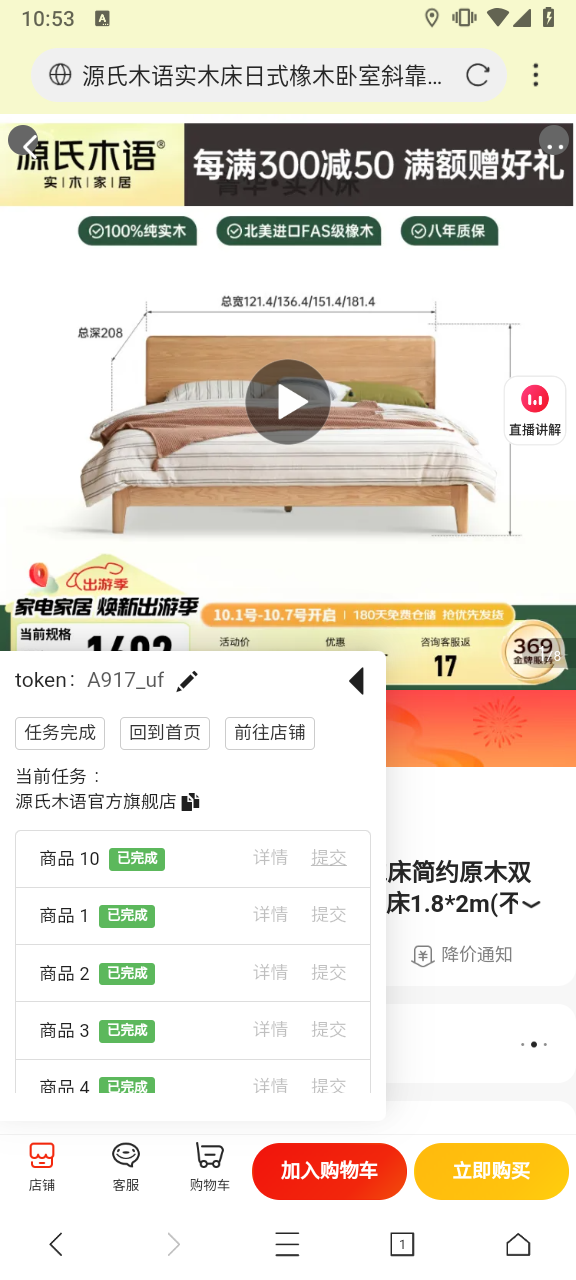 10:53
源氏木语实木床日式橡木卧室斜靠...
源氏木语®
实|木|家|居
每满300减50 满额赠好礼
100%纯实木
北美进口FAS级橡木
八年质保
总宽121.4/136.4/151.4/181.4
总深208
直播讲解
出游季
家电家居 焕新出游季
10.1号-10.7号开启 | 180天免费仓储 抢优先发货
当前规格
活动价
优惠
咨询客服返
17
369
金牌服务
token: A917_uf
任务完成
回到首页
前往店铺
当前任务:
源氏木语官方旗舰店
商品 10 已完成 详情 提交
商品 1 已完成 详情 提交
商品 2 已完成 详情 提交
商品 3 已完成 详情 提交
商品 4 已完成 详情 提交
床简约原木双
床1.8*2m(不
降价通知
店铺
客服
购物车
加入购物车
立即购买
1